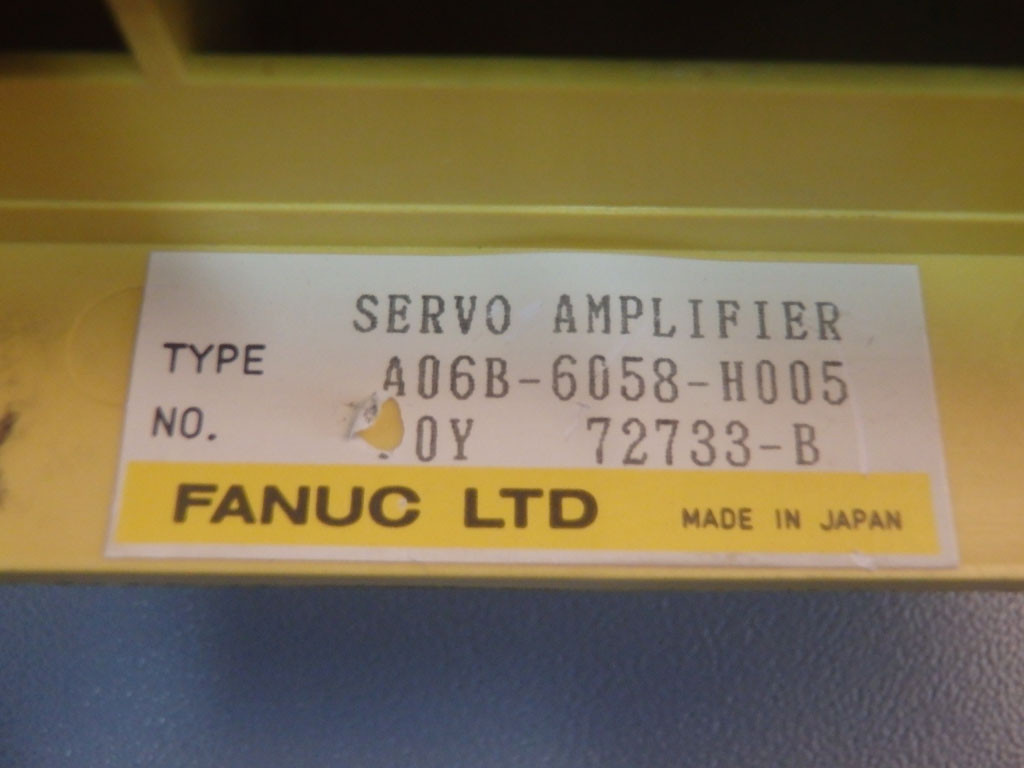 SERVO AMPLIFIER
TYPE A06B-6058-H005
NO. 0Y 72733-B
FANUC LTD MADE IN JAPAN